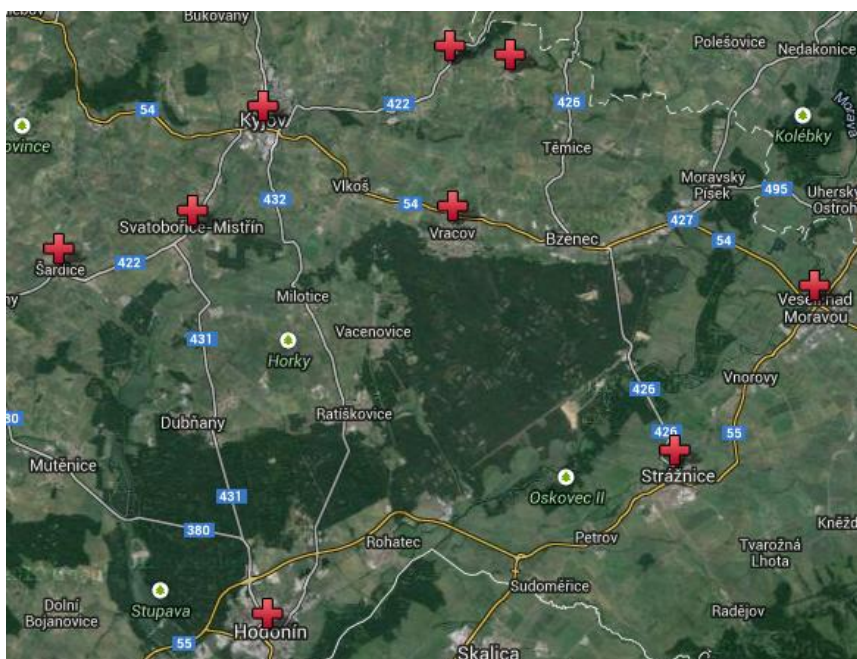 Bukovany
Polešovice
Nedakonice
54
422
426
Morava
Kyjov
Kolébky
ovince
Těmice
Vlkoš
432
Moravský
Písek
495
Uherský
Ostroh
54
Svatobořice-Mistřín
Vracov
427
Bzenec
54
Šardice
422
ny
Milotice
Veselí nad
Moravou
431
Vacenovice
Horky
Vnorovy
426
Dubňany
Ratíškovice
426
55
Mutěnice
Strážnice
Oskovec II
431
380
Rohatec
Petrov
Tvarožná
Lhota
Sudoměřice
Dolní
Bojanovice
Stupava
Radějov
Hodonín
55
Skalica